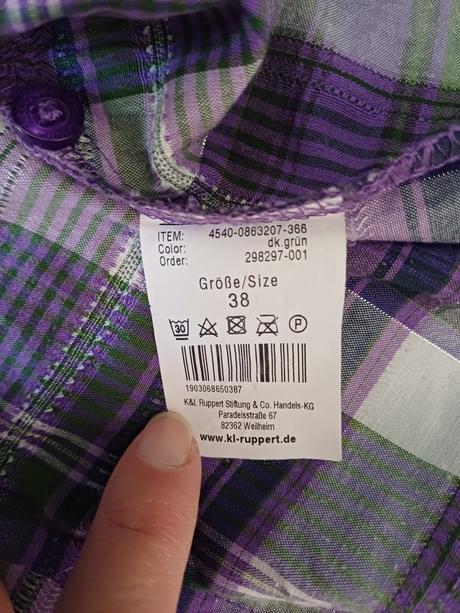 ITEM: 4540-0863207-366
Color: dk.grün
Order: 298297-001
Größe/Size
38
30 P
1903068650387
K&L Ruppert Stiftung & Co. Handels-KG
Paradeisstraße 67
82362 Weilheim
www.kl-ruppert.de